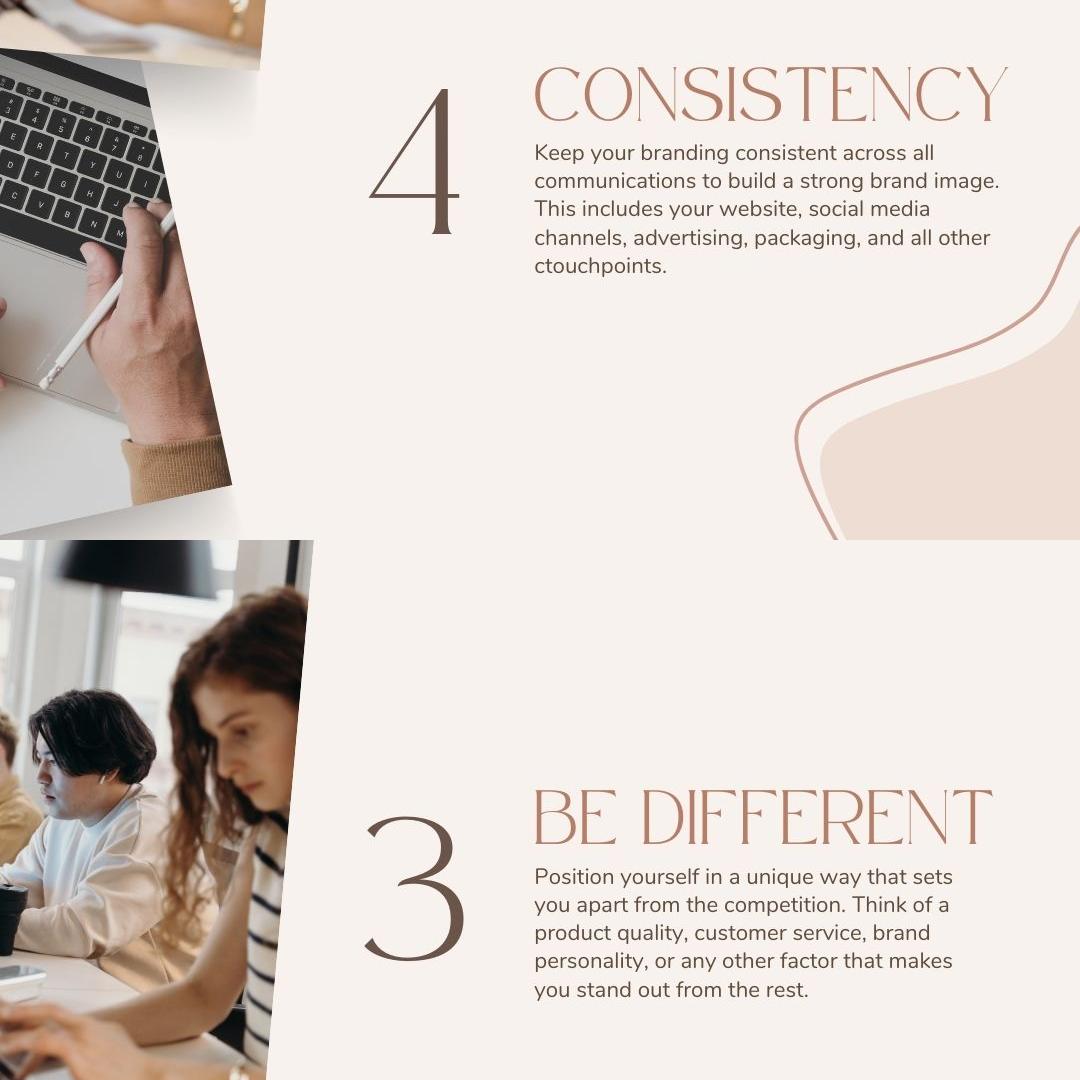 4
CONSISTENCY
Keep your branding consistent across all
communications to build a strong brand image.
This includes your website, social media
channels, advertising, packaging, and all other
ctouchpoints.
3
BE DIFFERENT
Position yourself in a unique way that sets
you apart from the competition. Think of a
product quality, customer service, brand
personality, or any other factor that makes
you stand out from the rest.